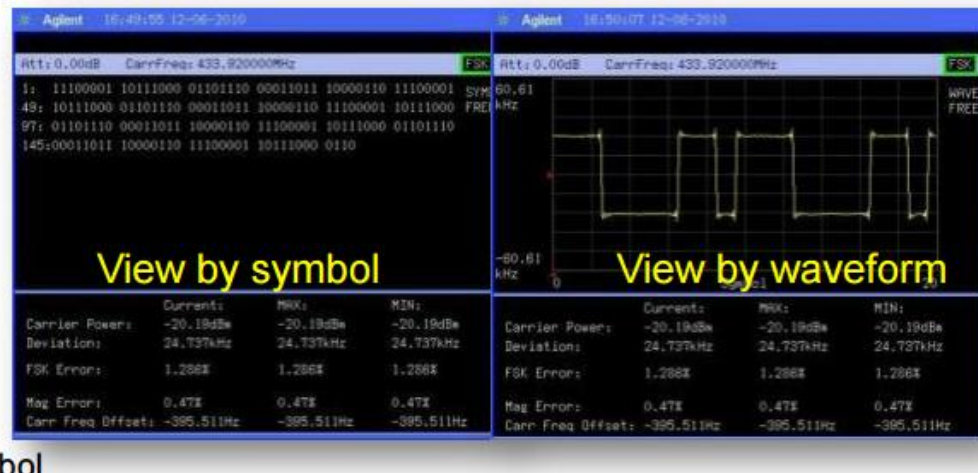 Agilent 16:49:55 12-06-2010
Att: 0.00dB CarrFreq: 433.920000MHz FSK
1: 11100001 10111000 01101110 00011011 10000110 11100001 SYM
49: 10111000 01101110 00011011 10000110 11100001 10111000 FREE
97: 01101110 00011011 10000110 11100001 10111000 01101110
145:00011011 10000110 11100001 10111000 0110
View by symbol
Current: MAX: MIN:
Carrier Power: -20.19dBm -20.19dBm -20.19dBm
Deviation: 24.737kHz 24.737kHz 24.737kHz
FSK Error: 1.286% 1.286% 1.286%
Mag Error: 0.47% 0.47% 0.47%
Carr Freq Offset: -395.511Hz -395.511Hz -395.511Hz
Agilent 16:50:07 12-06-2010
Att: 0.00dB CarrFreq: 433.920000MHz FSK
60.61
kHz
WAVE
FREE
-60.61
kHz
0
View by waveform
Current: MAX: MIN:
Carrier Power: -20.19dBm -20.19dBm -20.19dBm
Deviation: 24.737kHz 24.737kHz 24.737kHz
FSK Error: 1.286% 1.286% 1.286%
Mag Error: 0.47% 0.47% 0.47%
Carr Freq Offset: -395.511Hz -395.511Hz -395.511Hz
bol